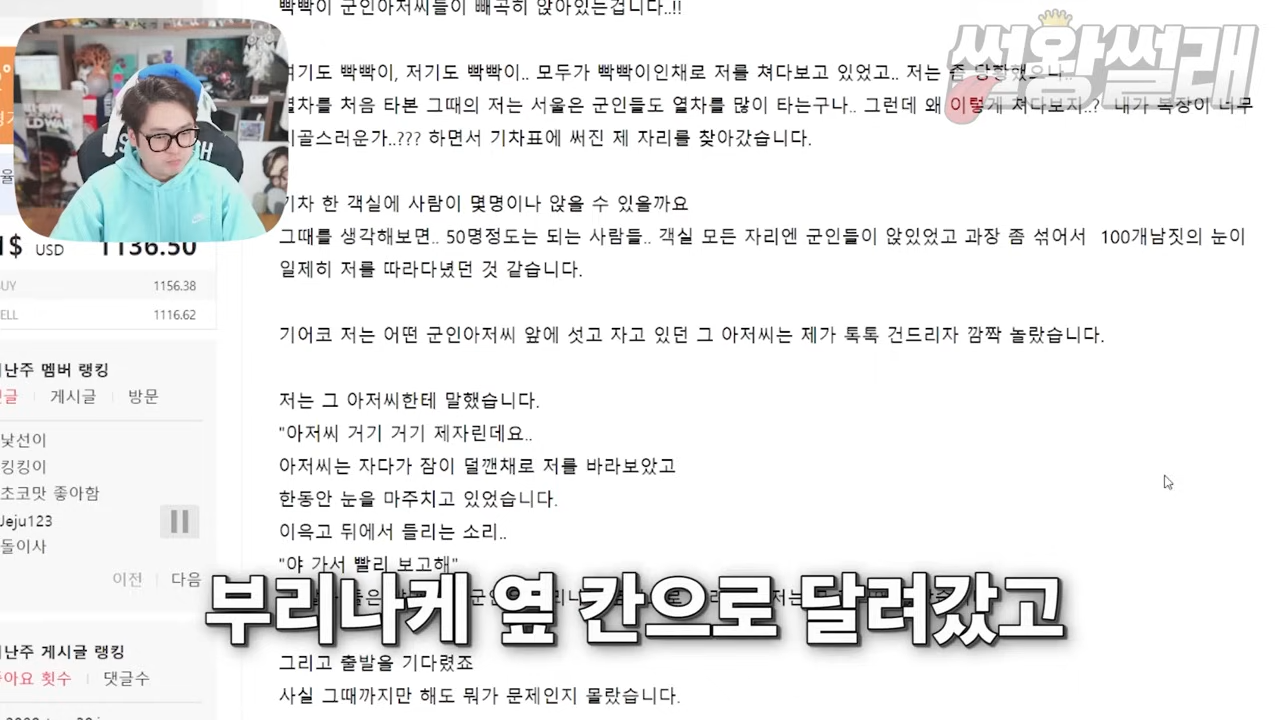 빡빡이 군인아저씨들이 빼곡히 앉아있는겁니다..!!
썰왕썰래
여기도 빡빡이, 저기도 빡빡이.. 모두가 빡빡이인채로 저를 쳐다보고 있었고.. 저는 좀 당황했으나..
열차를 처음 타본 그때의 저는 서울은 군인들도 열차를 많이 타는구나.. 그런데 왜 이렇게 쳐다보지..? 내가 복장이 너무
시골스러운가..??? 하면서 기차표에 써진 제 자리를 찾아갔습니다.
기차 한 객실에 사람이 몇명이나 앉을 수 있을까요
그때를 생각해보면.. 50명정도는 되는 사람들.. 객실 모든 자리엔 군인들이 앉있었고 과장 좀 섞어서 100개남짓의 눈이
일제히 저를 따라다녔던 것 같습니다.
기어코 저는 어떤 군인아저씨 앞에 섯고 자고 있던 그 아저씨는 제가 톡톡 건드리자 깜짝 놀랐습니다.
저는 그 아저씨한테 말했습니다.
"아저씨 거기 거기 제자린데요..
아저씨는 자다가 잠이 덜깬채로 저를 바라보았고
한동안 눈을 마주치고 있었습니다.
이윽고 뒤에서 들리는 소리..
"야 가서 빨리 보고해"
부리나케 옆 칸으로 달려갔고
그리고 출발을 기다렸죠
사실 그때까지만 해도 뭐가 문제인지 몰랐습니다.
1$ USD 1136.50
BUY 1156.38
SELL 1116.62
지난주 멤버 랭킹
댓글 게시글 방문
낯선이
킹킹이
초코맛 좋아함
Jeju123
돌이사
이전 다음
지난주 게시글 랭킹
좋아요 횟수 댓글수